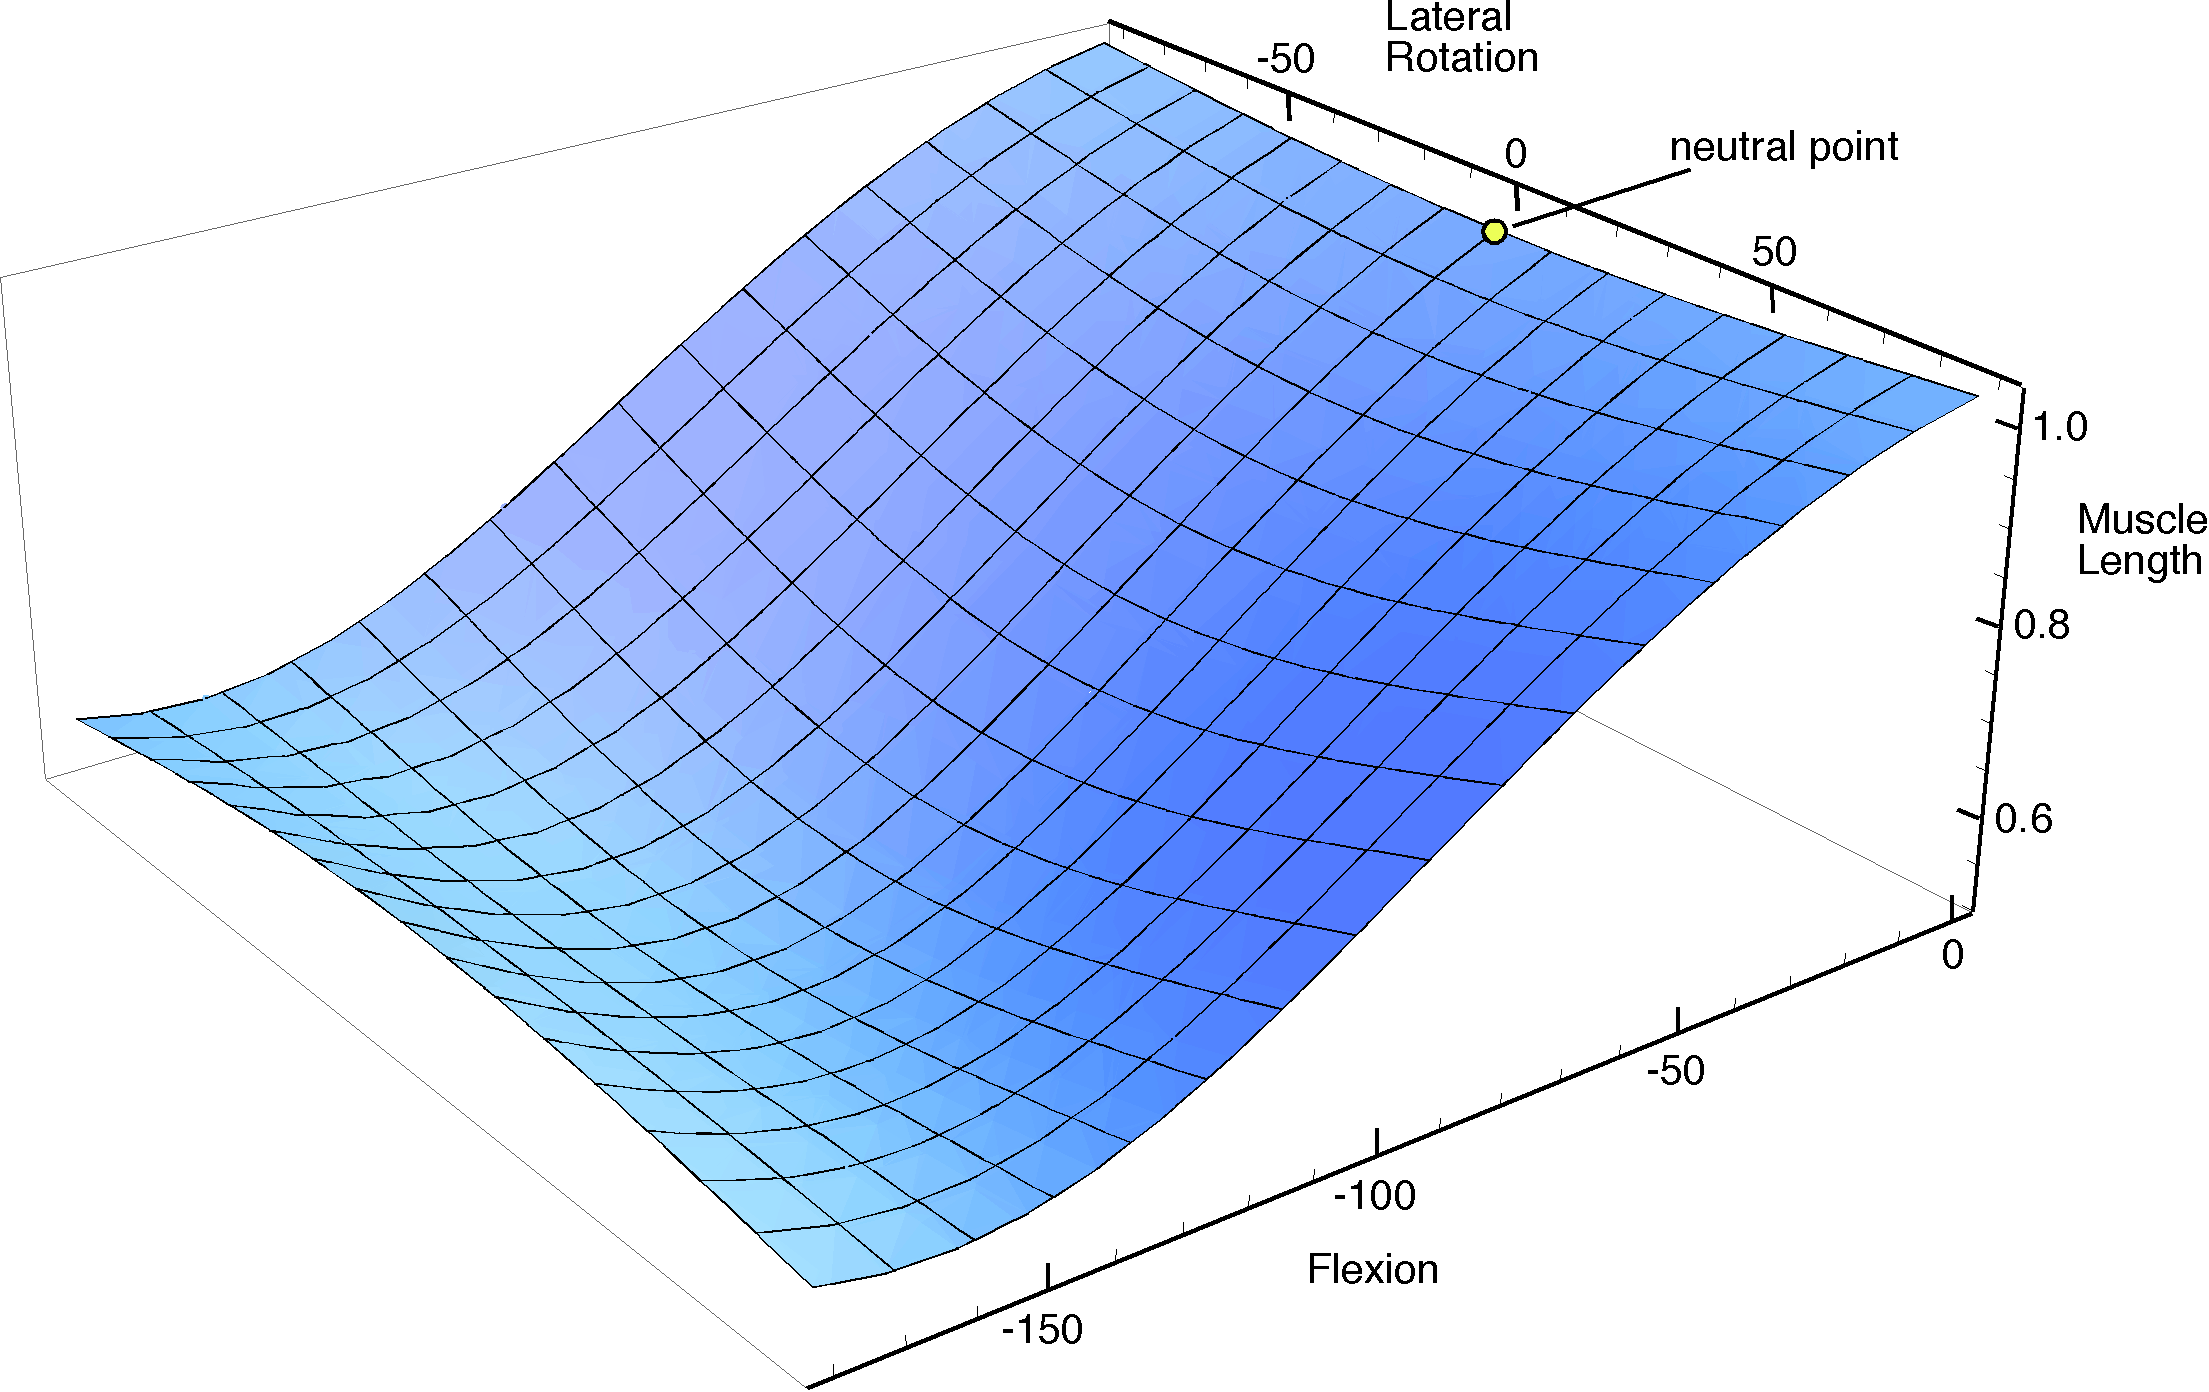 Lateral
Rotation
-50
0
50
neutral point
1.0
Muscle
Length
0.8
0.6
0
-50
-100
Flexion
-150